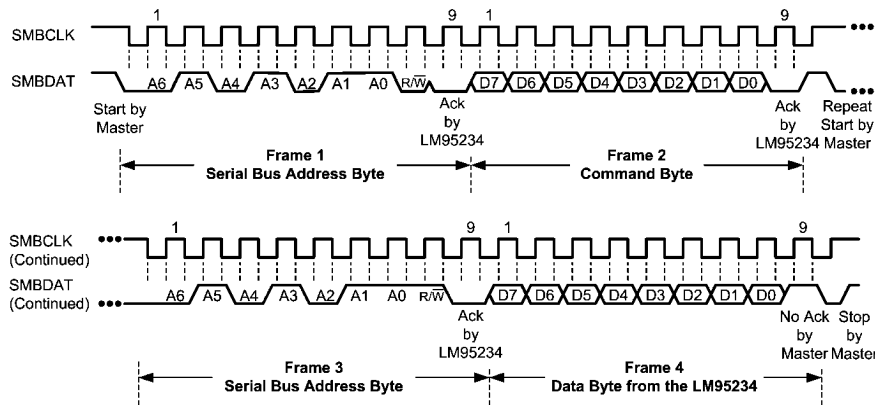 1 9 1 9
SMBCLK
SMBDAT
A6 A5 A4 A3 A2 A1 A0 R/W D7 D6 D5 D4 D3 D2 D1 D0
Start by
Master
Ack
by
LM95234
Ack
by
LM95234
Repeat
Start by
Master
Frame 1
Serial Bus Address Byte
Frame 2
Command Byte
1 9 1 9
SMBCLK
(Continued)
SMBDAT
(Continued)
A6 A5 A4 A3 A2 A1 A0 R/W D7 D6 D5 D4 D3 D2 D1 D0
Ack
by
LM95234
No Ack
by
Master
Stop
by
Master
Frame 3
Serial Bus Address Byte
Frame 4
Data Byte from the LM95234